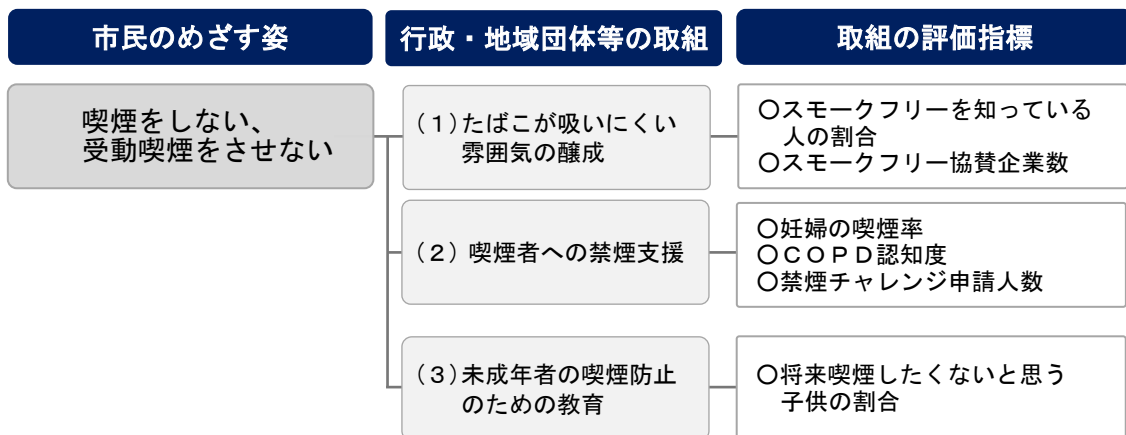 市民のめざす姿
行政・地域団体等の取組
取組の評価指標
喫煙をしない、
受動喫煙をさせない
（１）たばこが吸いにくい
雰囲気の醸成
〇スモークフリーを知っている
人の割合
〇スモークフリー協賛企業数
（２）喫煙者への禁煙支援
〇妊婦の喫煙率
〇ＣＯＰＤ認知度
〇禁煙チャレンジ申請人数
（３）未成年者の喫煙防止
のための教育
〇将来喫煙したくないと思う
子供の割合